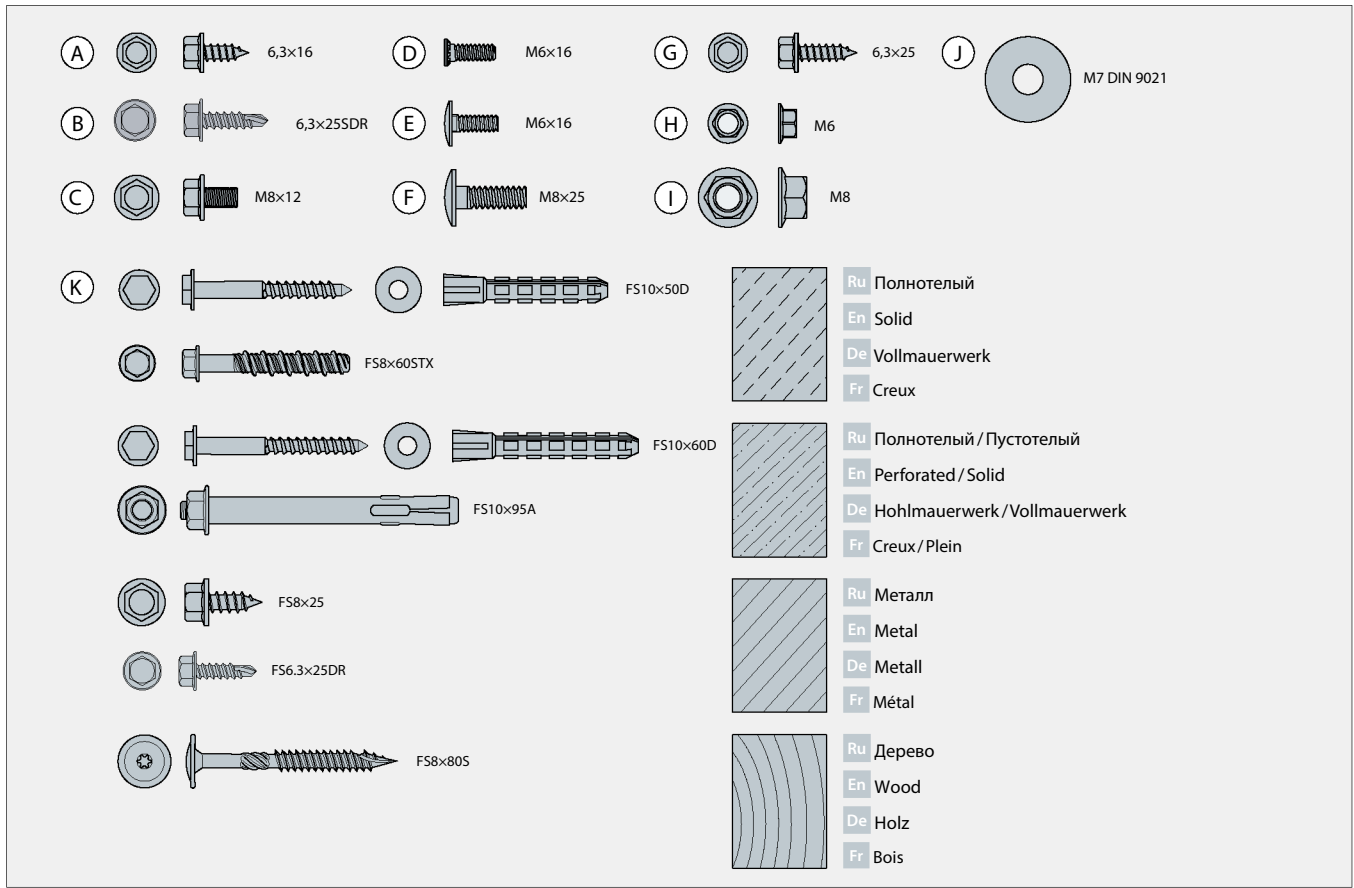 A 6,3×16
D M6×16
G 6,3×25
J M7 DIN 9021
B 6,3×25SDR
E M6×16
H M6
C M8×12
F M8×25
I M8
K FS10×50D
FS8×60STX
FS10×60D
FS10×95A
FS8×25
FS6.3×25DR
FS8×80S
Ru Полнотелый
En Solid
De Vollmauerwerk
Fr Creux
Ru Полнотелый/Пустотелый
En Perforated/Solid
De Hohlmauerwerk/Vollmauerwerk
Fr Creux/Plein
Ru Металл
En Metal
De Metall
Fr Métal
Ru Дерево
En Wood
De Holz
Fr Bois